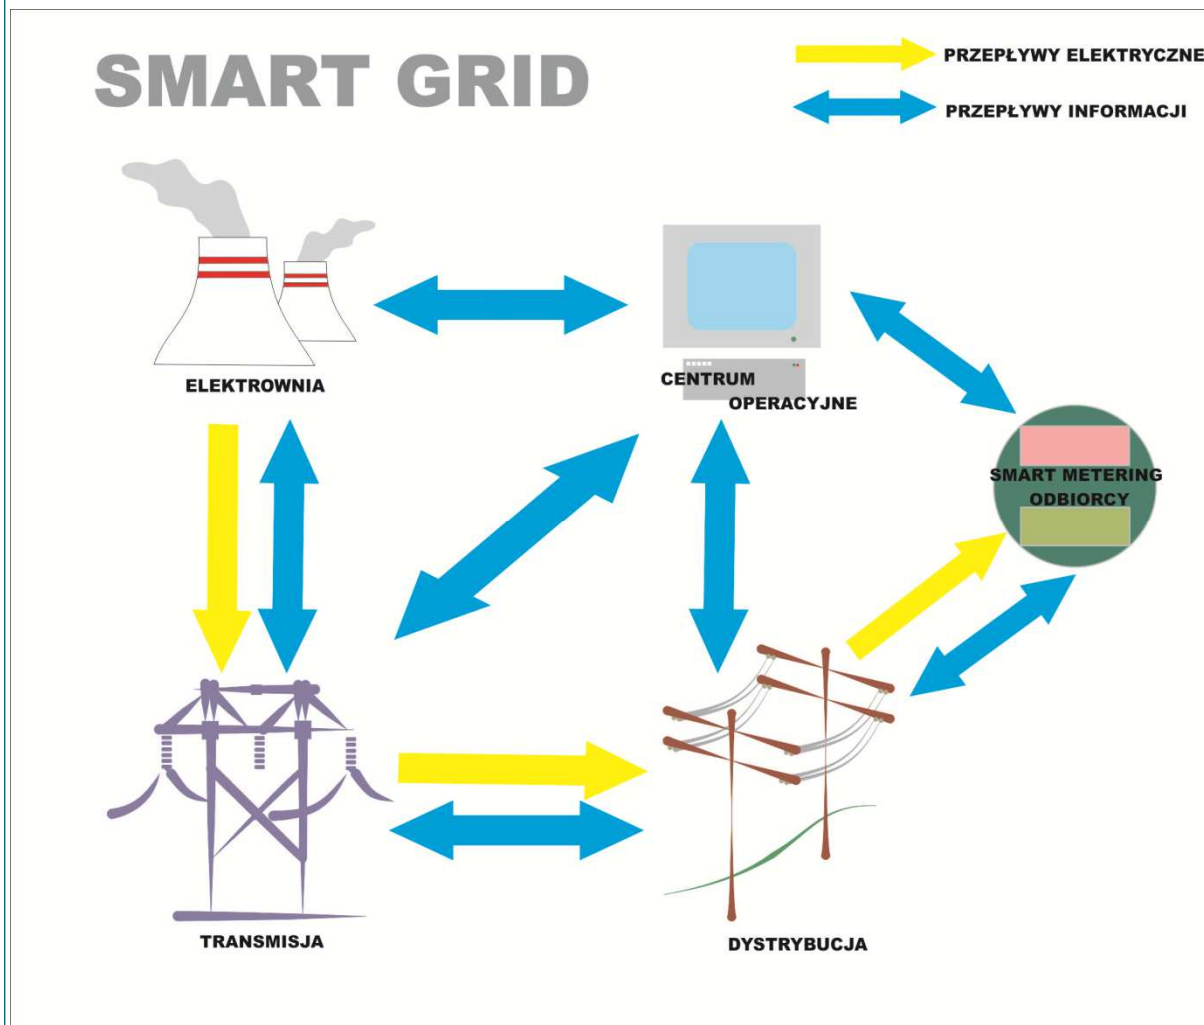 SMART GRID
PRZEPŁYWY ELEKTRYCZNE
PRZEPŁYWY INFORMACJI
ELEKTROWNIA
CENTRUM
OPERACYJNE
SMART METERING
ODBIORCY
TRANSMISJA
DYSTRYBUCJA